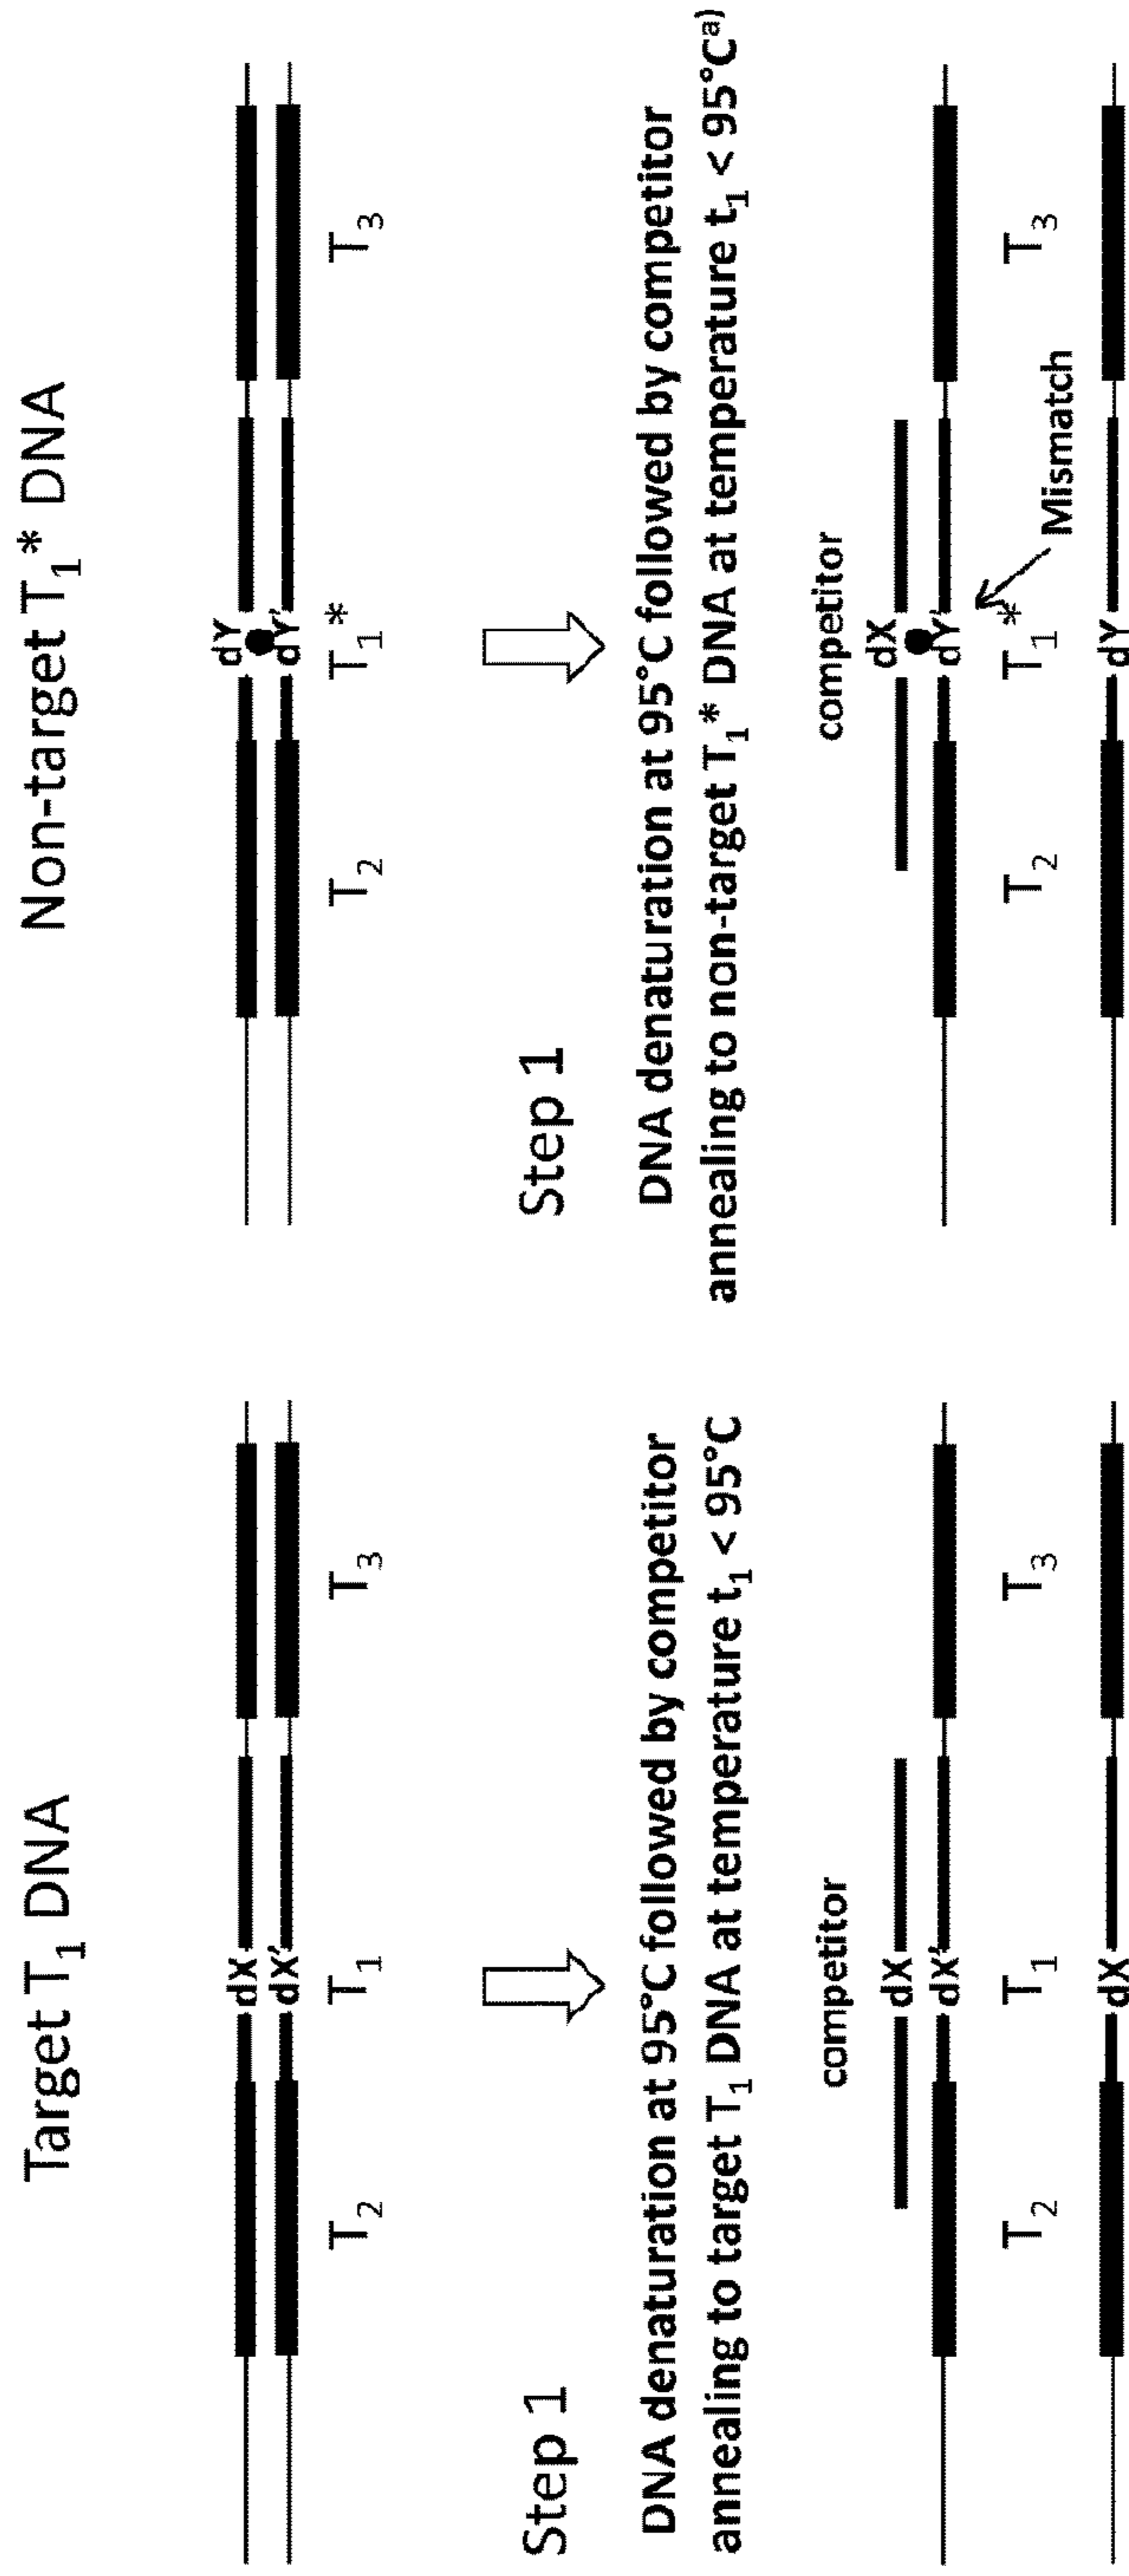 Target T₁ DNA
dX
dX'
T₂ T₁ T₃
Step 1
DNA denaturation at 95°C followed by competitor
annealing to target T₁ DNA at temperature t₁ < 95°C
competitor
dX
dX'
T₂ T₁ T₃
dX
Non-target T₁* DNA
dY
dY'
T₂ T₁* T₃
Step 1
DNA denaturation at 95°C followed by competitor
annealing to non-target T₁* DNA at temperature t₁ < 95°Cᵃ⁾
competitor
dX
dY'
T₂ T₁* T₃
Mismatch
dY